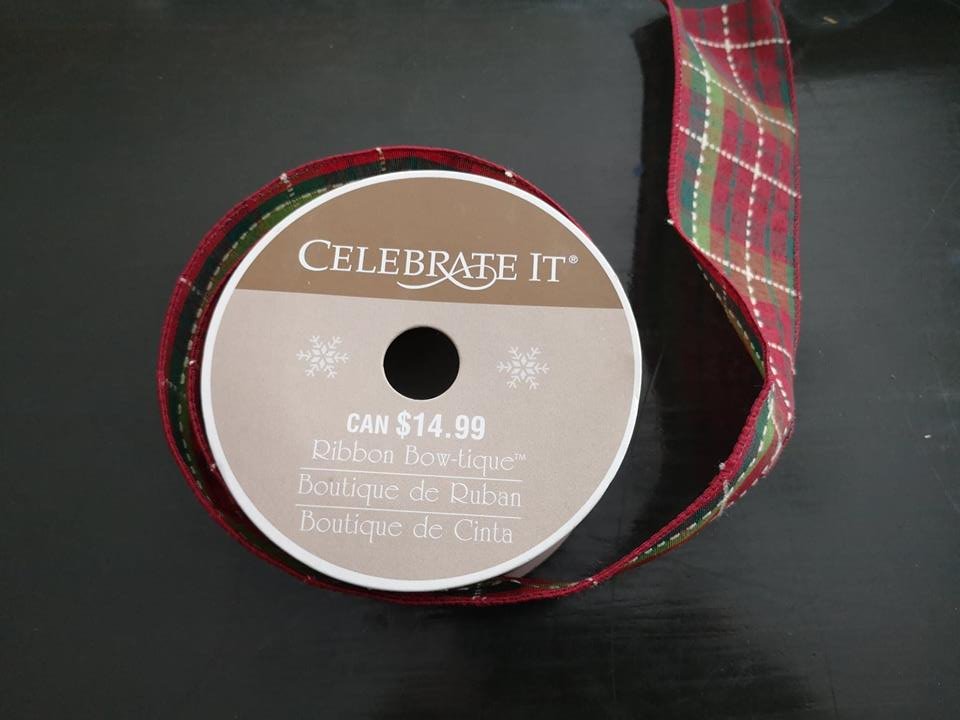 CELEBRATE IT®
CAN $14.99
Ribbon Bow-tique™
Boutique de Ruban
Boutique de Cinta